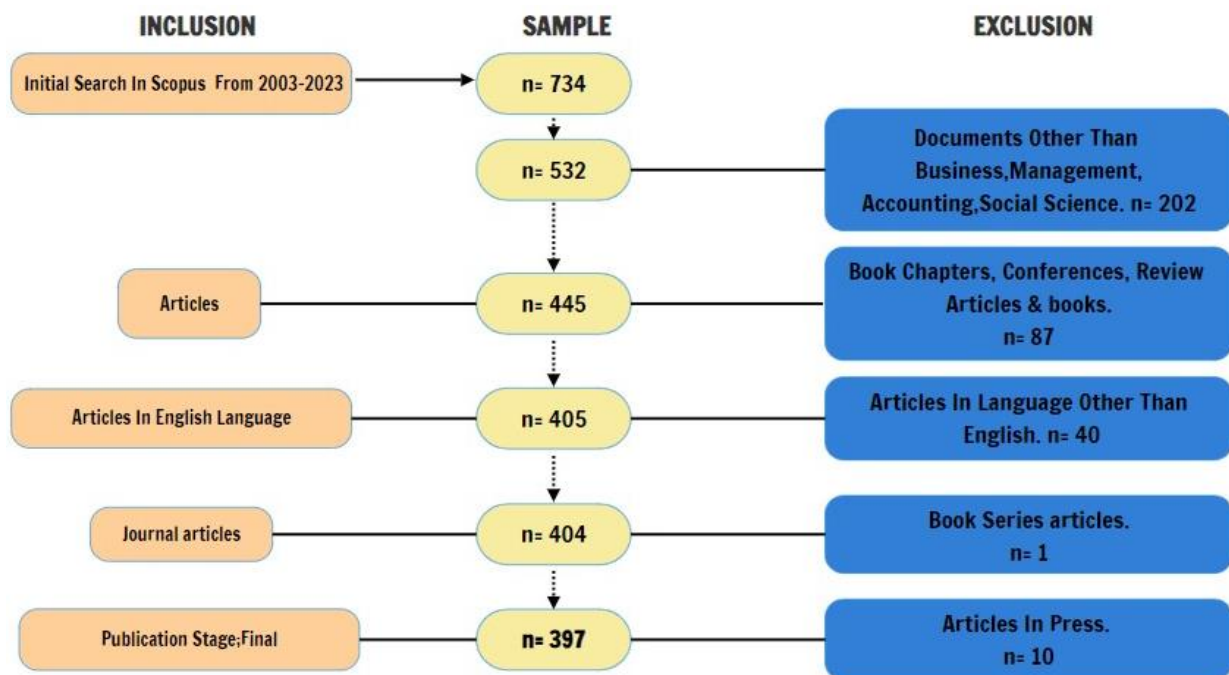 INCLUSION SAMPLE EXCLUSION
Initial Search In Scopus From 2003-2023
n= 734
n= 532
Documents Other Than
Business,Management,
Accounting,Social Science. n= 202
Articles
n= 445
Book Chapters, Conferences, Review
Articles & books.
n= 87
Articles In English Language
n= 405
Articles In Language Other Than
English. n= 40
Journal articles
n= 404
Book Series articles.
n= 1
Publication Stage;Final
n= 397
Articles In Press.
n= 10